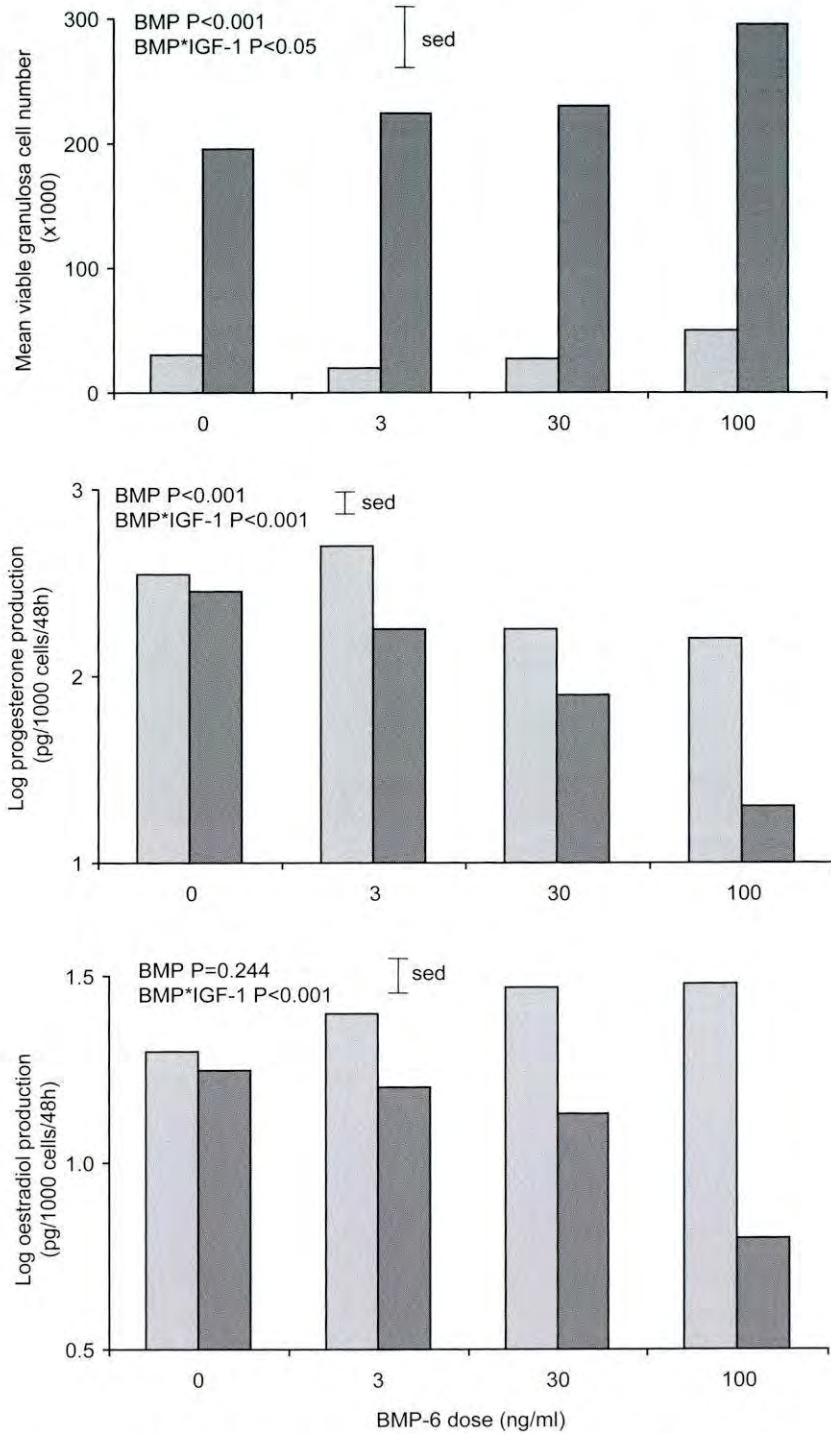 BMP P<0.001
BMP*IGF-1 P<0.05
sed
300
200
100
0
Mean viable granulosa cell number
(x1000)
0
3
30
100
BMP P<0.001
BMP*IGF-1 P<0.001
sed
3
2
1
Log progesterone production
(pg/1000 cells/48h)
0
3
30
100
BMP P=0.244
BMP*IGF-1 P<0.001
sed
1.5
1.0
0.5
Log oestradiol production
(pg/1000 cells/48h)
0
3
30
100
BMP-6 dose (ng/ml)